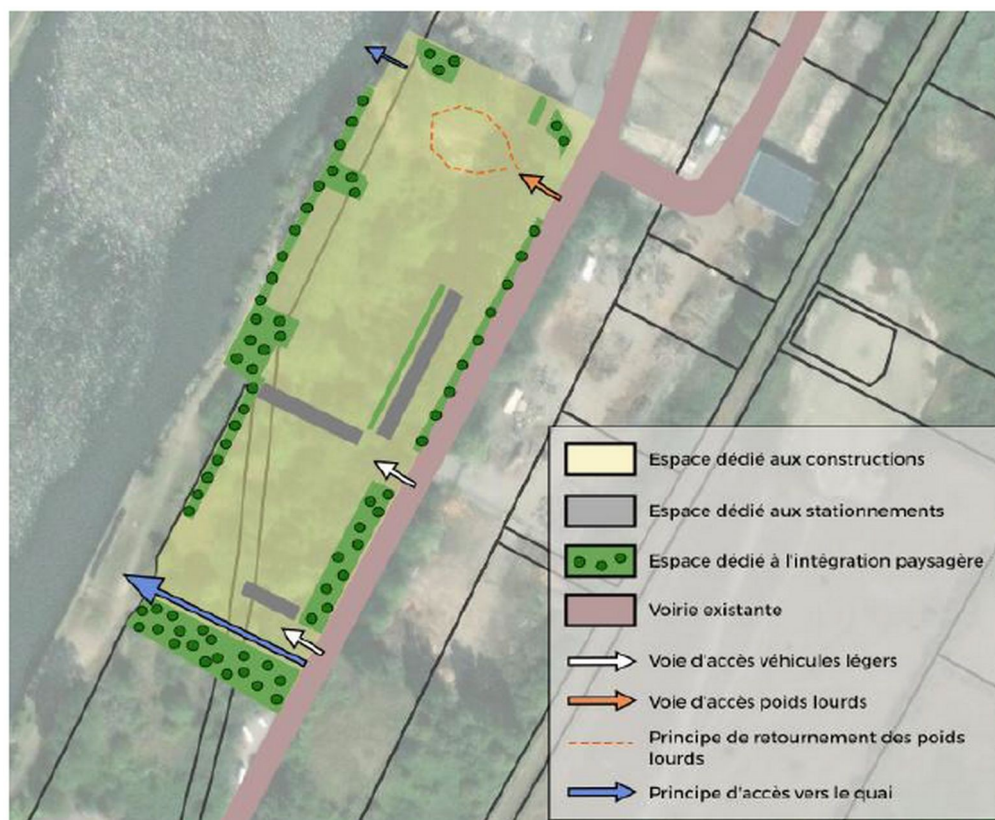 Espace dédié aux constructions
Espace dédié aux stationnements
Espace dédié à l'intégration paysagère
Voirie existante
Voie d'accès véhicules légers
Voie d'accès poids lourds
Principe de retournement des poids
lourds
Principe d'accès vers le quai